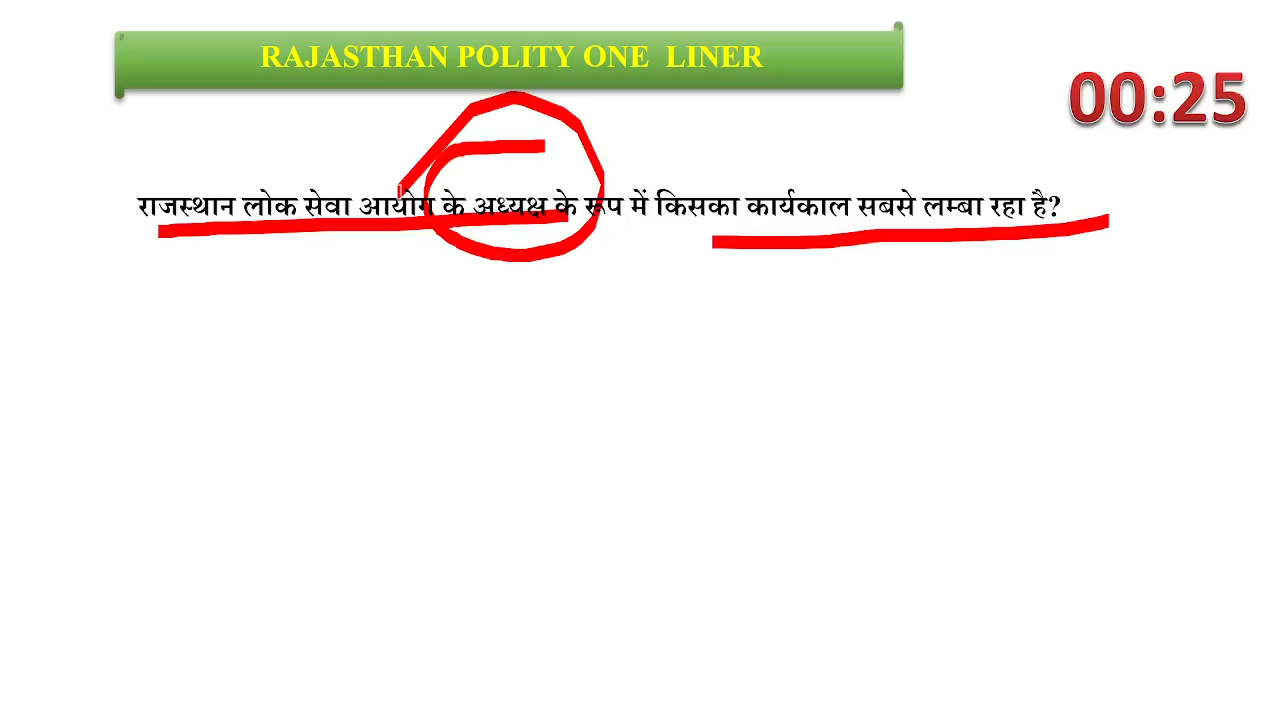 RAJASTHAN POLITY ONE LINER
00:25
राजस्थान लोक सेवा आयोग के अध्यक्ष के रूप में किसका कार्यकाल सबसे लम्बा रहा है?